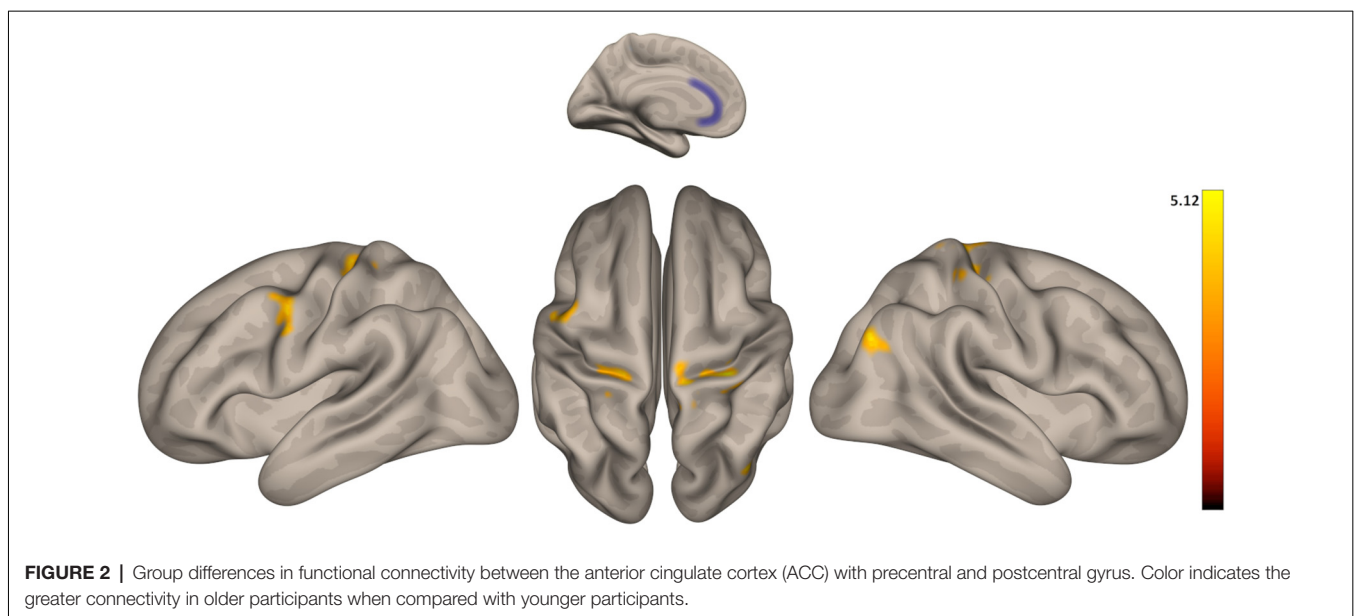 5.12
FIGURE 2 | Group differences in functional connectivity between the anterior cingulate cortex (ACC) with precentral and postcentral gyrus. Color indicates the
greater connectivity in older participants when compared with younger participants.